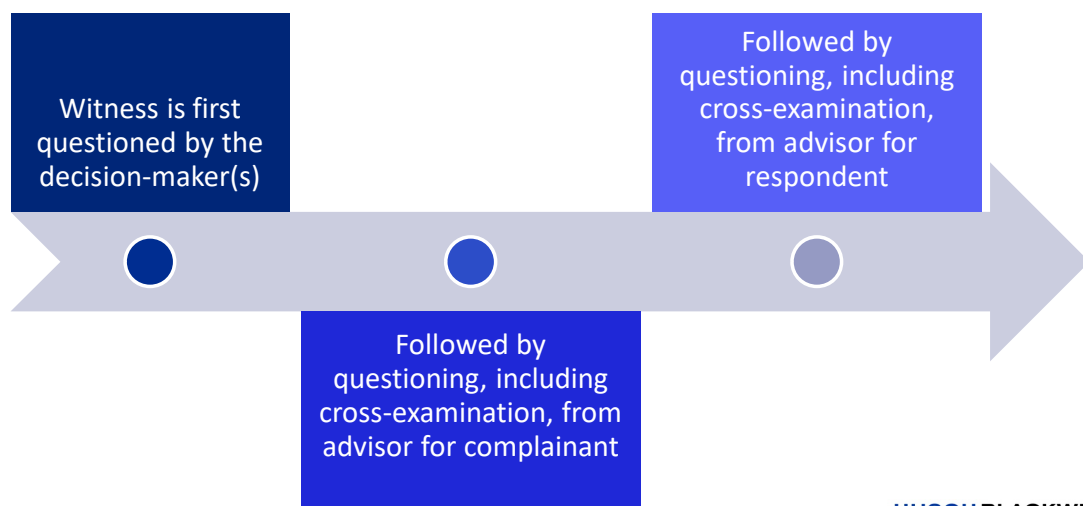 Witness is first
questioned by the
decision-maker(s)
Followed by
questioning, including
cross-examination, from
advisor for complainant
Followed by
questioning, including
cross-examination,
from advisor for
respondent